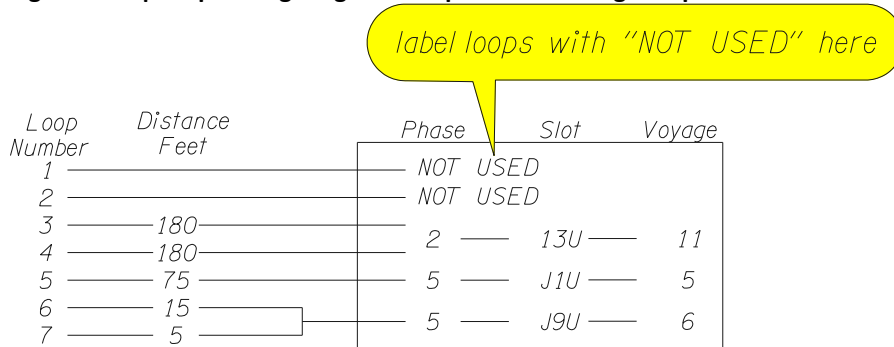 label loops with "NOT USED" here
Loop Number Distance Feet Phase Slot Voyage
1 NOT USED
2 NOT USED
3 180
4 180
2 13U 11
5 75 5 J1U 5
6 15
7 5
5 J9U 6